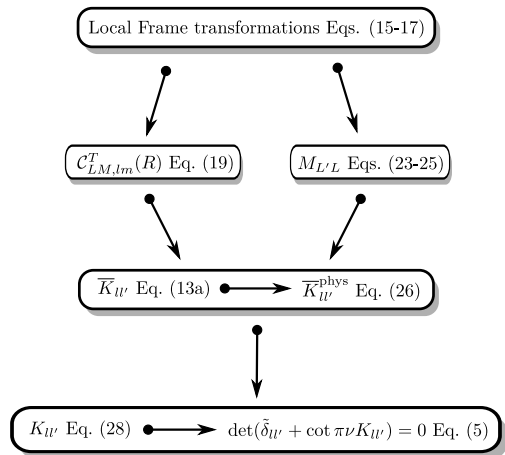 Local Frame transformations Eqs. (15-17)
$\mathcal{C}^T_{LM,lm}(R)$ Eq. (19)
$M_{L'L}$ Eqs. (23-25)
$\overline{K}_{ll'}$ Eq. (13a) $\overline{K}^{\mathrm{phys}}_{ll'}$ Eq. (26)
$K_{ll'}$ Eq. (28) $\det(\tilde{\delta}_{ll'} + \cot \pi\nu K_{ll'}) = 0$ Eq. (5)